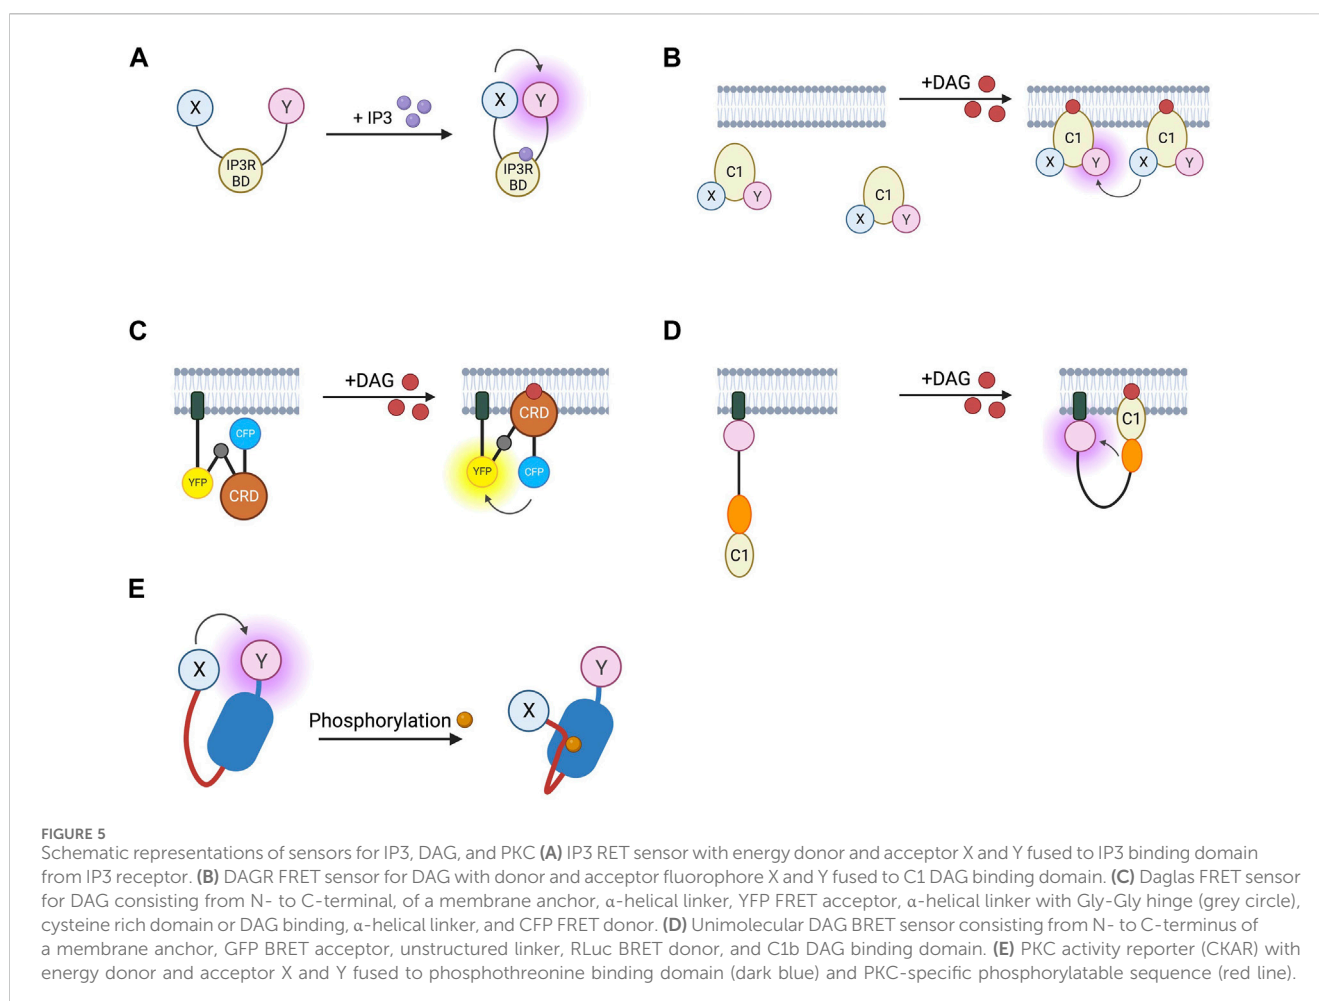 A
X
Y
IP3R
BD
+ IP3
X
Y
IP3R
BD
B
C1
X
Y
C1
X
Y
+DAG
C1
X
Y
C1
X
Y
C
CFP
YFP
CRD
+DAG
CRD
YFP
CFP
D
C1
+DAG
C1
E
X
Y
Phosphorylation
X
Y
FIGURE 5
Schematic representations of sensors for IP3, DAG, and PKC (A) IP3 RET sensor with energy donor and acceptor X and Y fused to IP3 binding domain
from IP3 receptor. (B) DAGR FRET sensor for DAG with donor and acceptor fluorophore X and Y fused to C1 DAG binding domain. (C) Daglas FRET sensor
for DAG consisting from N- to C-terminal, of a membrane anchor, α-helical linker, YFP FRET acceptor, α-helical linker with Gly-Gly hinge (grey circle),
cysteine rich domain or DAG binding, α-helical linker, and CFP FRET donor. (D) Unimolecular DAG BRET sensor consisting from N- to C-terminus of
a membrane anchor, GFP BRET acceptor, unstructured linker, RLuc BRET donor, and C1b DAG binding domain. (E) PKC activity reporter (CKAR) with
energy donor and acceptor X and Y fused to phosphothreonine binding domain (dark blue) and PKC-specific phosphorylatable sequence (red line).